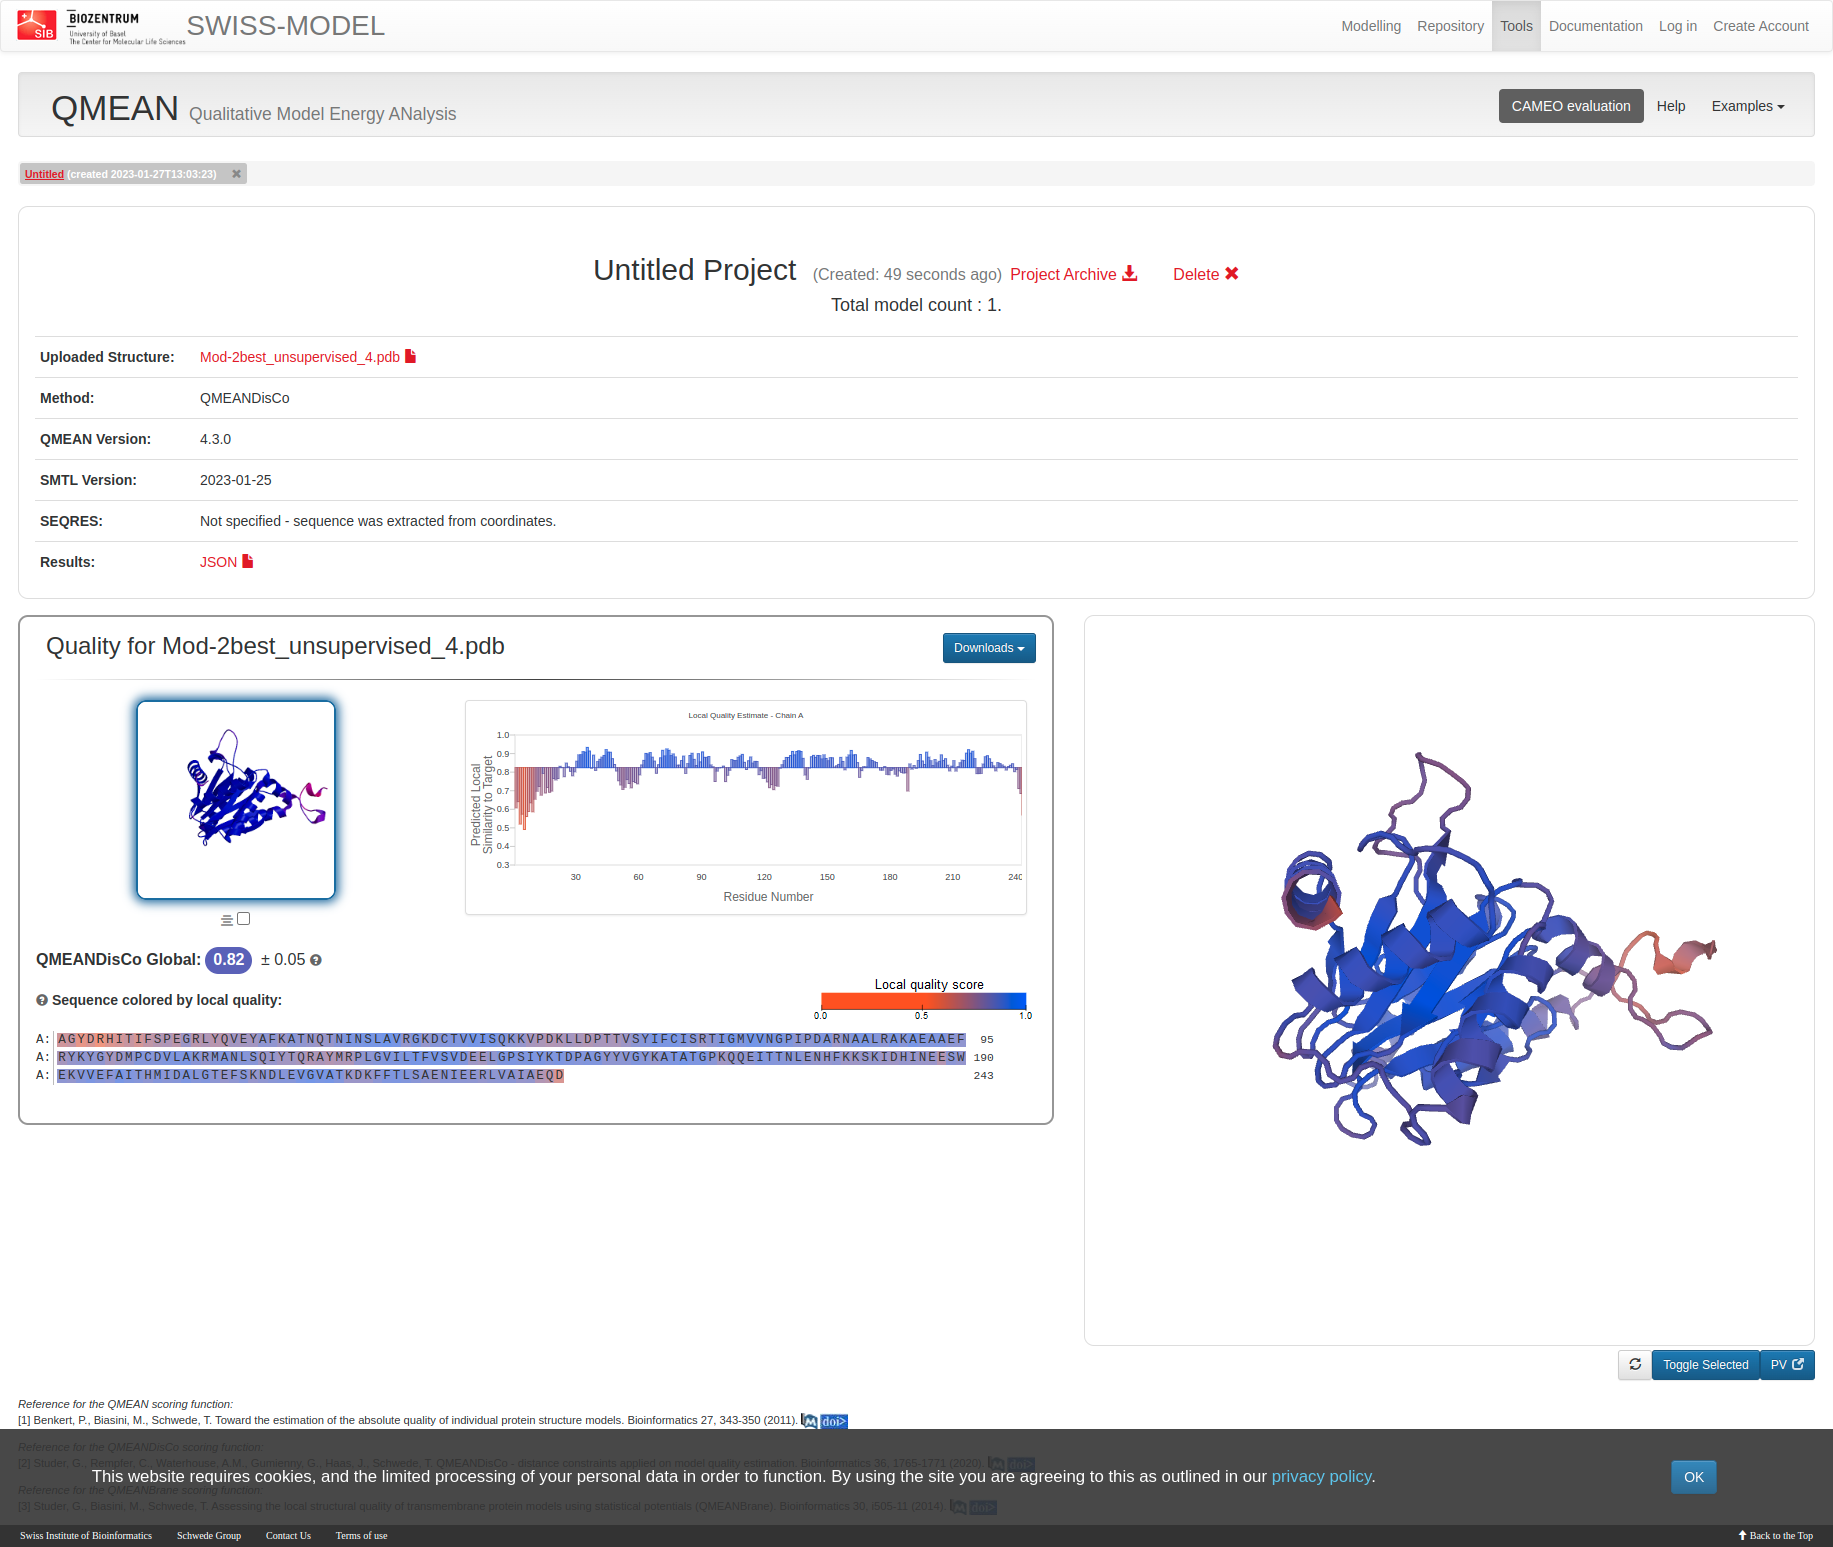 SIB
BIOZENTRUM
University of Basel
The Center for Molecular Life Sciences
SWISS-MODEL
Modelling Repository Tools Documentation Log in Create Account
QMEAN Qualitative Model Energy ANalysis
CAMEO evaluation Help Examples
Untitled (created 2023-01-27T13:03:23)
Untitled Project (Created: 49 seconds ago) Project Archive Delete
Total model count : 1.
Uploaded Structure: Mod-2best_unsupervised_4.pdb
Method: QMEANDisCo
QMEAN Version: 4.3.0
SMTL Version: 2023-01-25
SEQRES: Not specified - sequence was extracted from coordinates.
Results: JSON
Quality for Mod-2best_unsupervised_4.pdb
Downloads
Local Quality Estimate - Chain A
Predicted Local
Similarity to Target
1.0
0.9
0.8
0.7
0.6
0.5
0.4
0.3
30 60 90 120 150 180 210 240
Residue Number
QMEANDisCo Global: 0.82 ± 0.05
Sequence colored by local quality:
Local quality score
0.0 0.5 1.0
A: AGYDRHITIFSPEGRLYQVEYAFKATNQTNINSLAVRGKDCTVVISQKKVPDKLLDPTTVSYIFCISRTIGMVVNGPIPDARNAALRAKAEAAEF 95
A: RYKYGYDMPCDVLAKRMANLSQIYTQRAYMRPLGVILTFVSVDEELGPSIYKTDPAGYYVGYKATATGPKQQEITTNLENHFKKSKIDHINEESW 190
A: EKVVEFAITHMIDALGTEFSKNDLEVGVATKDKFFTLSAENIEERLVAIAEQD 243
Toggle Selected PV
Reference for the QMEAN scoring function:
[1] Benkert, P., Biasini, M., Schwede, T. Toward the estimation of the absolute quality of individual protein structure models. Bioinformatics 27, 343-350 (2011). M doi>
Reference for the QMEANDisCo scoring function:
[2] Studer, G., Rempfer, C., Waterhouse, A.M., Gumienny, G., Haas, J., Schwede, T. QMEANDisCo - distance constraints applied on model quality estimation. Bioinformatics 36, 1765-1771 (2020). M doi>
This website requires cookies, and the limited processing of your personal data in order to function. By using the site you are agreeing to this as outlined in our privacy policy.
OK
Reference for the QMEANBrane scoring function:
[3] Studer, G., Biasini, M., Schwede, T. Assessing the local structural quality of transmembrane protein models using statistical potentials (QMEANBrane). Bioinformatics 30, i505-11 (2014). M doi>
Swiss Institute of Bioinformatics Schwede Group Contact Us Terms of use
Back to the Top